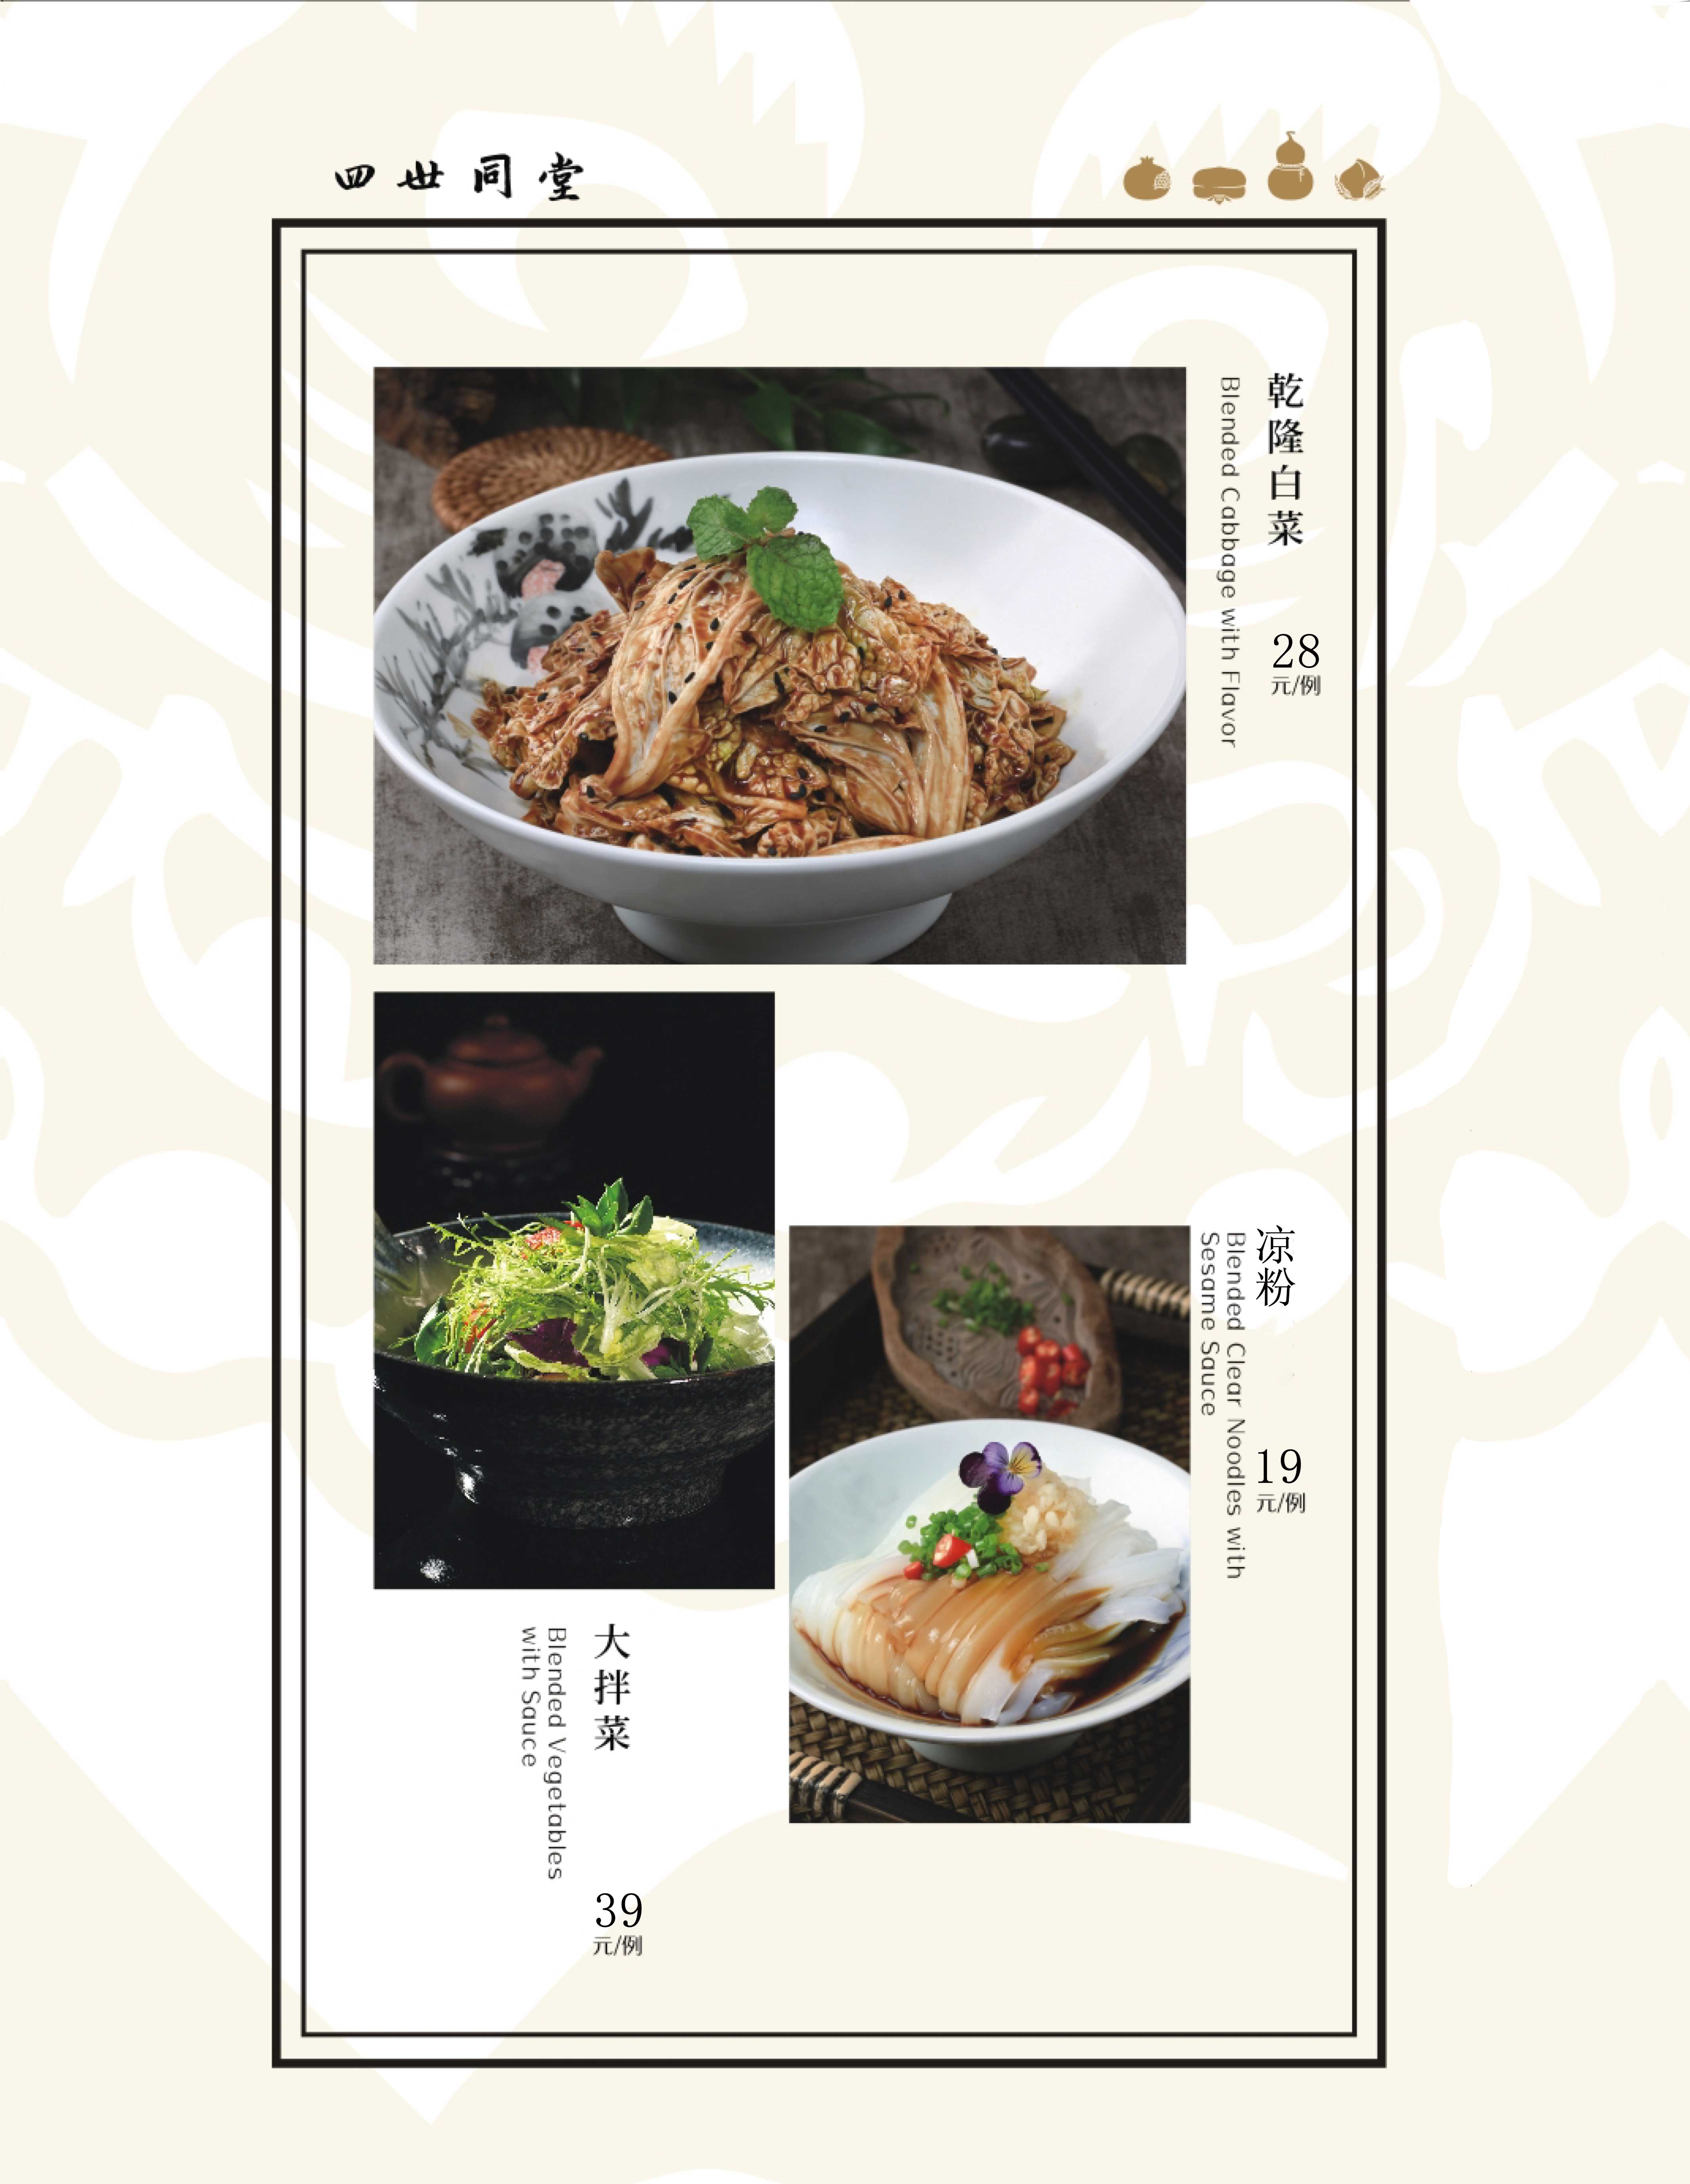 四世同堂
乾隆白菜
Blended Cabbage with Flavor
28
元/例
凉粉
Blended Clear Noodles with
Sesame Sauce
19
元/例
大拌菜
Blended Vegetables
with Sauce
39
元/例